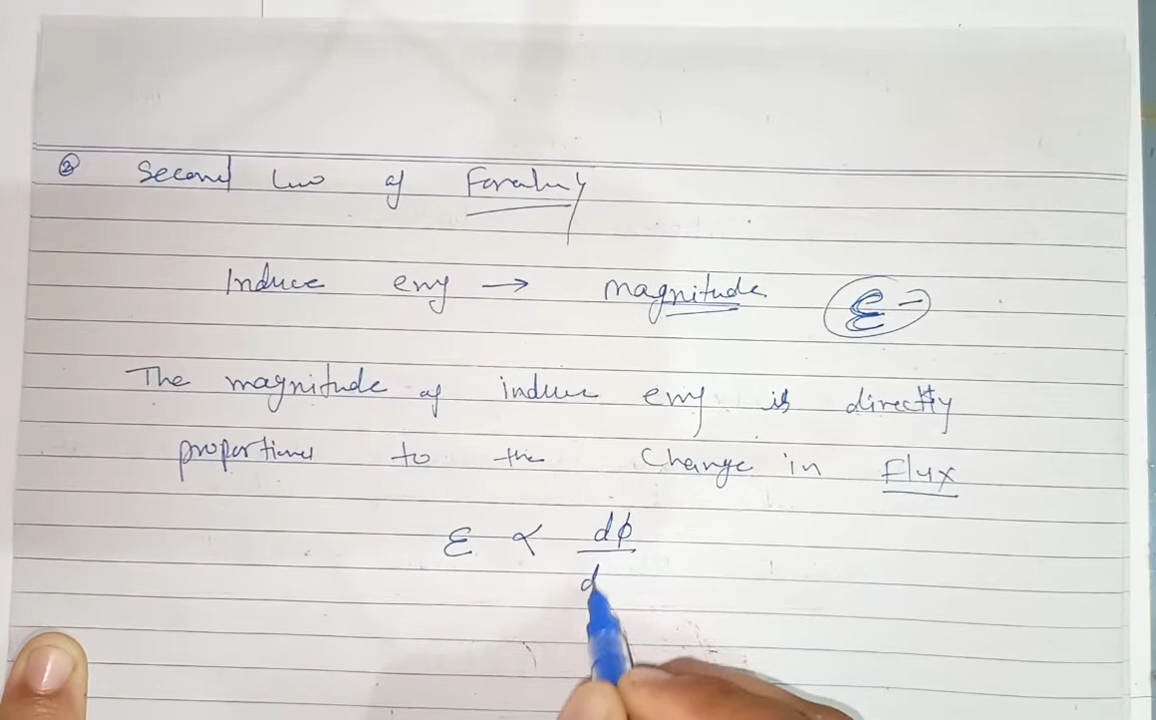 ② Second law of Faraday
Induce emf → magnitude ε =
The magnitude of induce emf is directly
proportional to the Change in Flux
ε ∝ dϕ
d